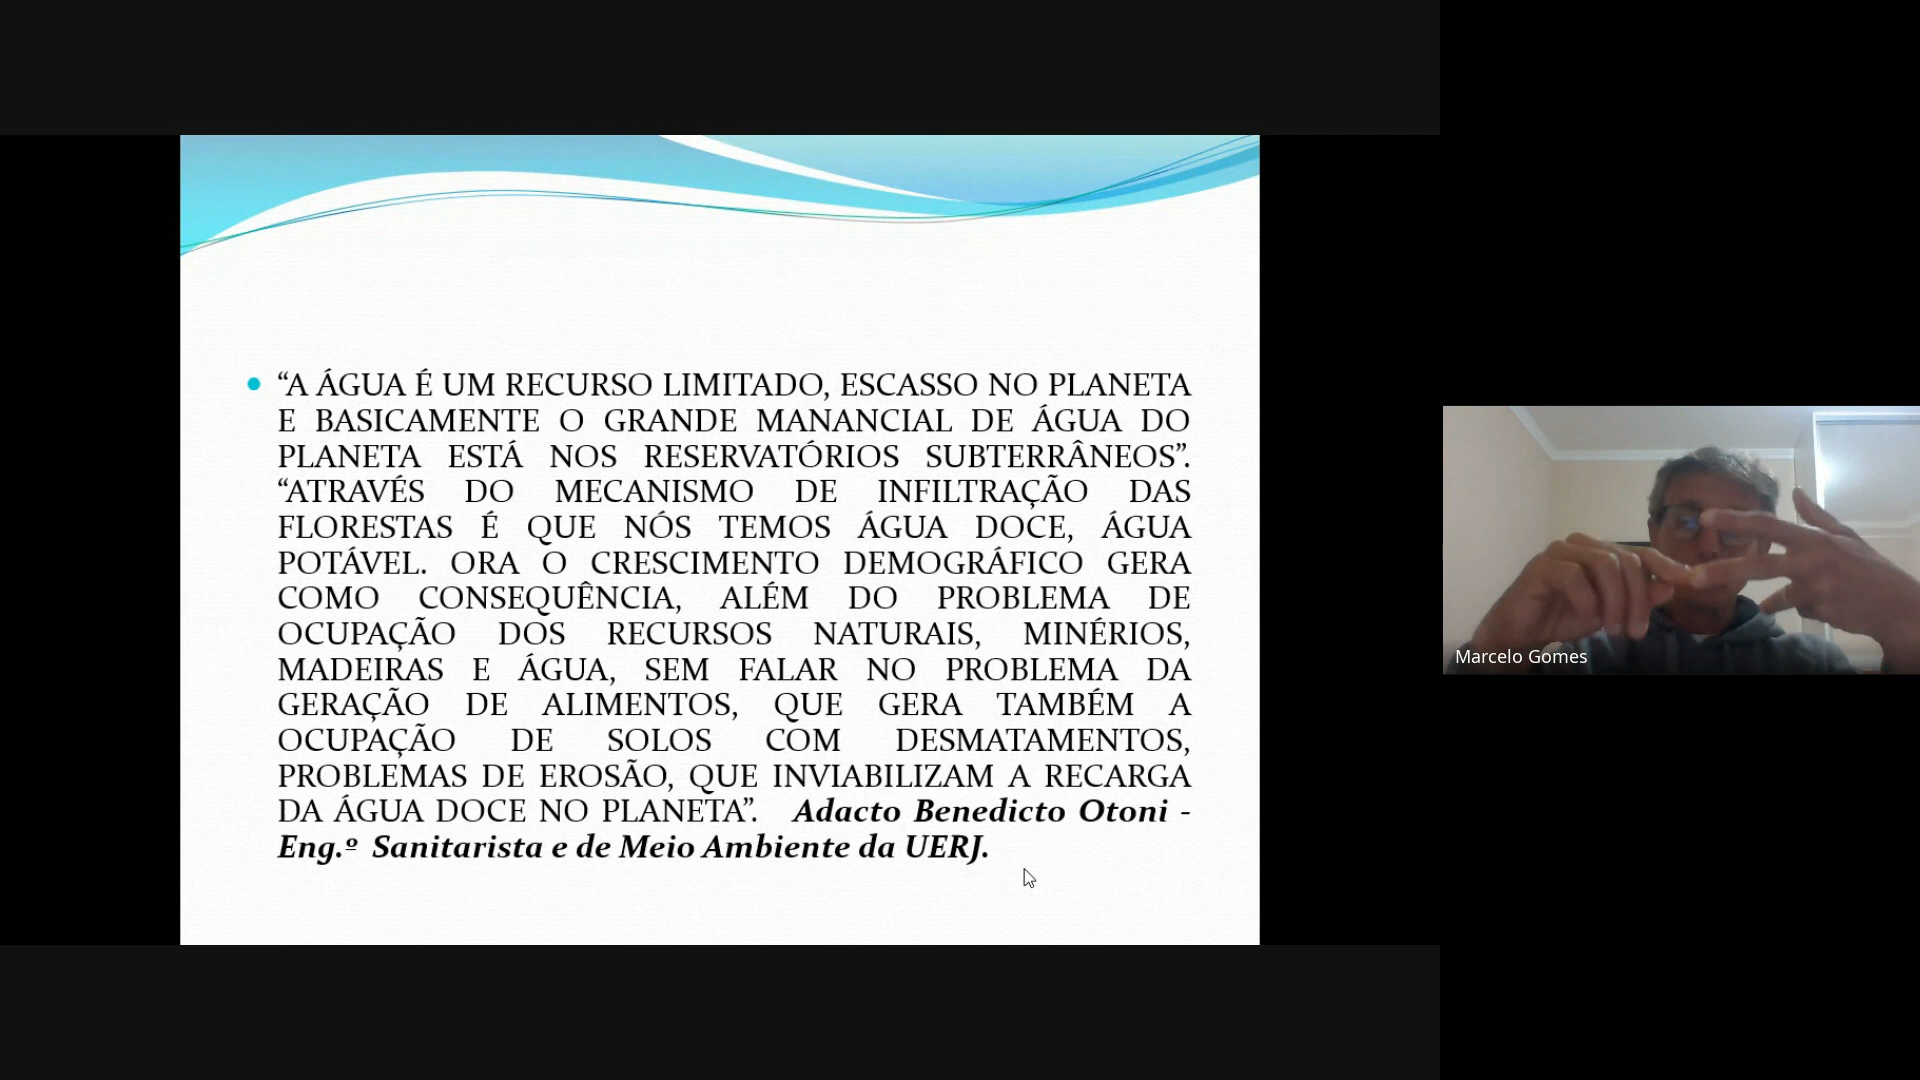 “A ÁGUA É UM RECURSO LIMITADO, ESCASSO NO PLANETA
E BASICAMENTE O GRANDE MANANCIAL DE ÁGUA DO
PLANETA ESTÁ NOS RESERVATÓRIOS SUBTERRÂNEOS”.
“ATRAVÉS DO MECANISMO DE INFILTRAÇÃO DAS
FLORESTAS É QUE NÓS TEMOS ÁGUA DOCE, ÁGUA
POTÁVEL. ORA O CRESCIMENTO DEMOGRÁFICO GERA
COMO CONSEQUÊNCIA, ALÉM DO PROBLEMA DE
OCUPAÇÃO DOS RECURSOS NATURAIS, MINÉRIOS,
MADEIRAS E ÁGUA, SEM FALAR NO PROBLEMA DA
GERAÇÃO DE ALIMENTOS, QUE GERA TAMBÉM A
OCUPAÇÃO DE SOLOS COM DESMATAMENTOS,
PROBLEMAS DE EROSÃO, QUE INVIABILIZAM A RECARGA
DA ÁGUA DOCE NO PLANETA”. Adacto Benedicto Otoni -
Eng.º Sanitarista e de Meio Ambiente da UERJ.
Marcelo Gomes